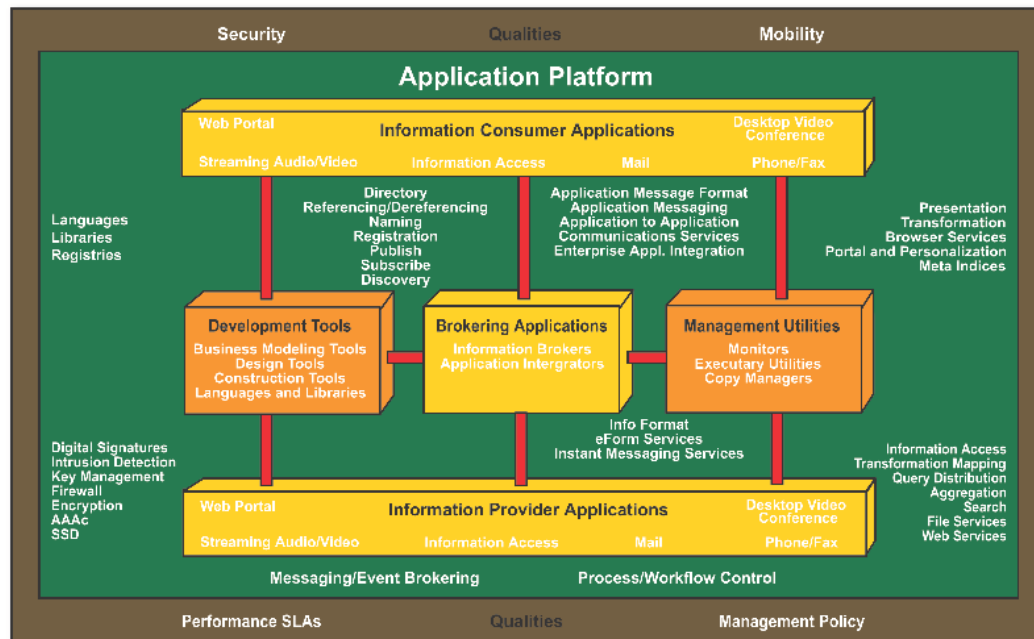 Security Qualities Mobility
Application Platform
Web Portal
Information Consumer Applications
Desktop Video
Conference
Streaming Audio/Video Information Access Mail Phone/Fax
Languages
Libraries
Registries
Directory
Referencing/Dereferencing
Naming
Registration
Publish
Subscribe
Discovery
Application Message Format
Application Messaging
Application to Application
Communications Services
Enterprise Appl. Integration
Presentation
Transformation
Browser Services
Portal and Personalization
Meta Indices
Development Tools
Business Modeling Tools
Design Tools
Construction Tools
Languages and Libraries
Brokering Applications
Information Brokers
Application Intergrators
Management Utilities
Monitors
Executary Utilities
Copy Managers
Info Format
eForm Services
Instant Messaging Services
Digital Signatures
Intrusion Detection
Key Management
Firewall
Encryption
AAAc
SSD
Information Access
Transformation Mapping
Query Distribution
Aggregation
Search
File Services
Web Services
Web Portal
Information Provider Applications
Desktop Video
Conference
Streaming Audio/Video Information Access Mail Phone/Fax
Messaging/Event Brokering Process/Workflow Control
Performance SLAs Qualities Management Policy